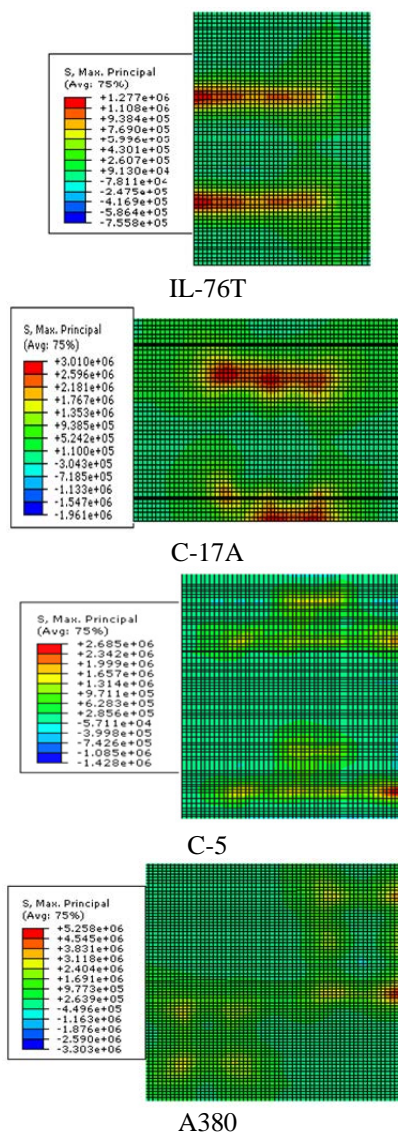 S, Max. Principal
(Avg: 75%)
+1.277e+06
+1.108e+06
+9.384e+05
+7.690e+05
+5.996e+05
+4.301e+05
+2.607e+05
+9.130e+04
-7.811e+04
-2.475e+05
-4.169e+05
-5.864e+05
-7.558e+05
IL-76T
S, Max. Principal
(Avg: 75%)
+3.010e+06
+2.596e+06
+2.181e+06
+1.767e+06
+1.353e+06
+9.385e+05
+5.242e+05
+1.100e+05
-3.043e+05
-7.185e+05
-1.133e+06
-1.547e+06
-1.961e+06
C-17A
S, Max. Principal
(Avg: 75%)
+2.685e+06
+2.342e+06
+1.999e+06
+1.657e+06
+1.314e+06
+9.711e+05
+6.283e+05
+2.856e+05
-5.711e+04
-3.998e+05
-7.426e+05
-1.085e+06
-1.428e+06
C-5
S, Max. Principal
(Avg: 75%)
+5.258e+06
+4.545e+06
+3.831e+06
+3.118e+06
+2.404e+06
+1.691e+06
+9.773e+05
+2.639e+05
-4.496e+05
-1.163e+06
-1.876e+06
-2.590e+06
-3.303e+06
A380